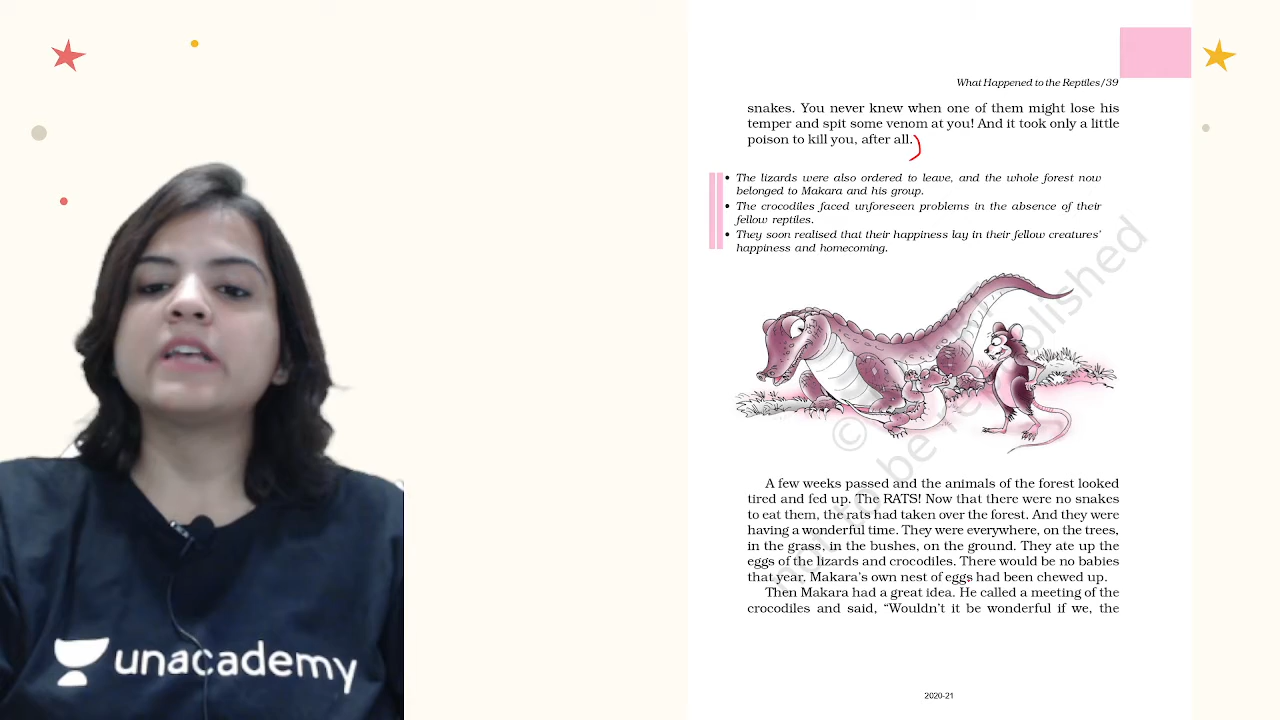 What Happened to the Reptiles/39
snakes. You never knew when one of them might lose his
temper and spit some venom at you! And it took only a little
poison to kill you, after all.
• The lizards were also ordered to leave, and the whole forest now
belonged to Makara and his group.
• The crocodiles faced unforeseen problems in the absence of their
fellow reptiles.
• They soon realised that their happiness lay in their fellow creatures’
happiness and homecoming.
A few weeks passed and the animals of the forest looked
tired and fed up. The RATS! Now that there were no snakes
to eat them, the rats had taken over the forest. And they were
having a wonderful time. They were everywhere, on the trees,
in the grass, in the bushes, on the ground. They ate up the
eggs of the lizards and crocodiles. There would be no babies
that year. Makara’s own nest of eggs had been chewed up.
Then Makara had a great idea. He called a meeting of the
crocodiles and said, “Wouldn’t it be wonderful if we, the
2020-21
©
not to be republished
unacademy